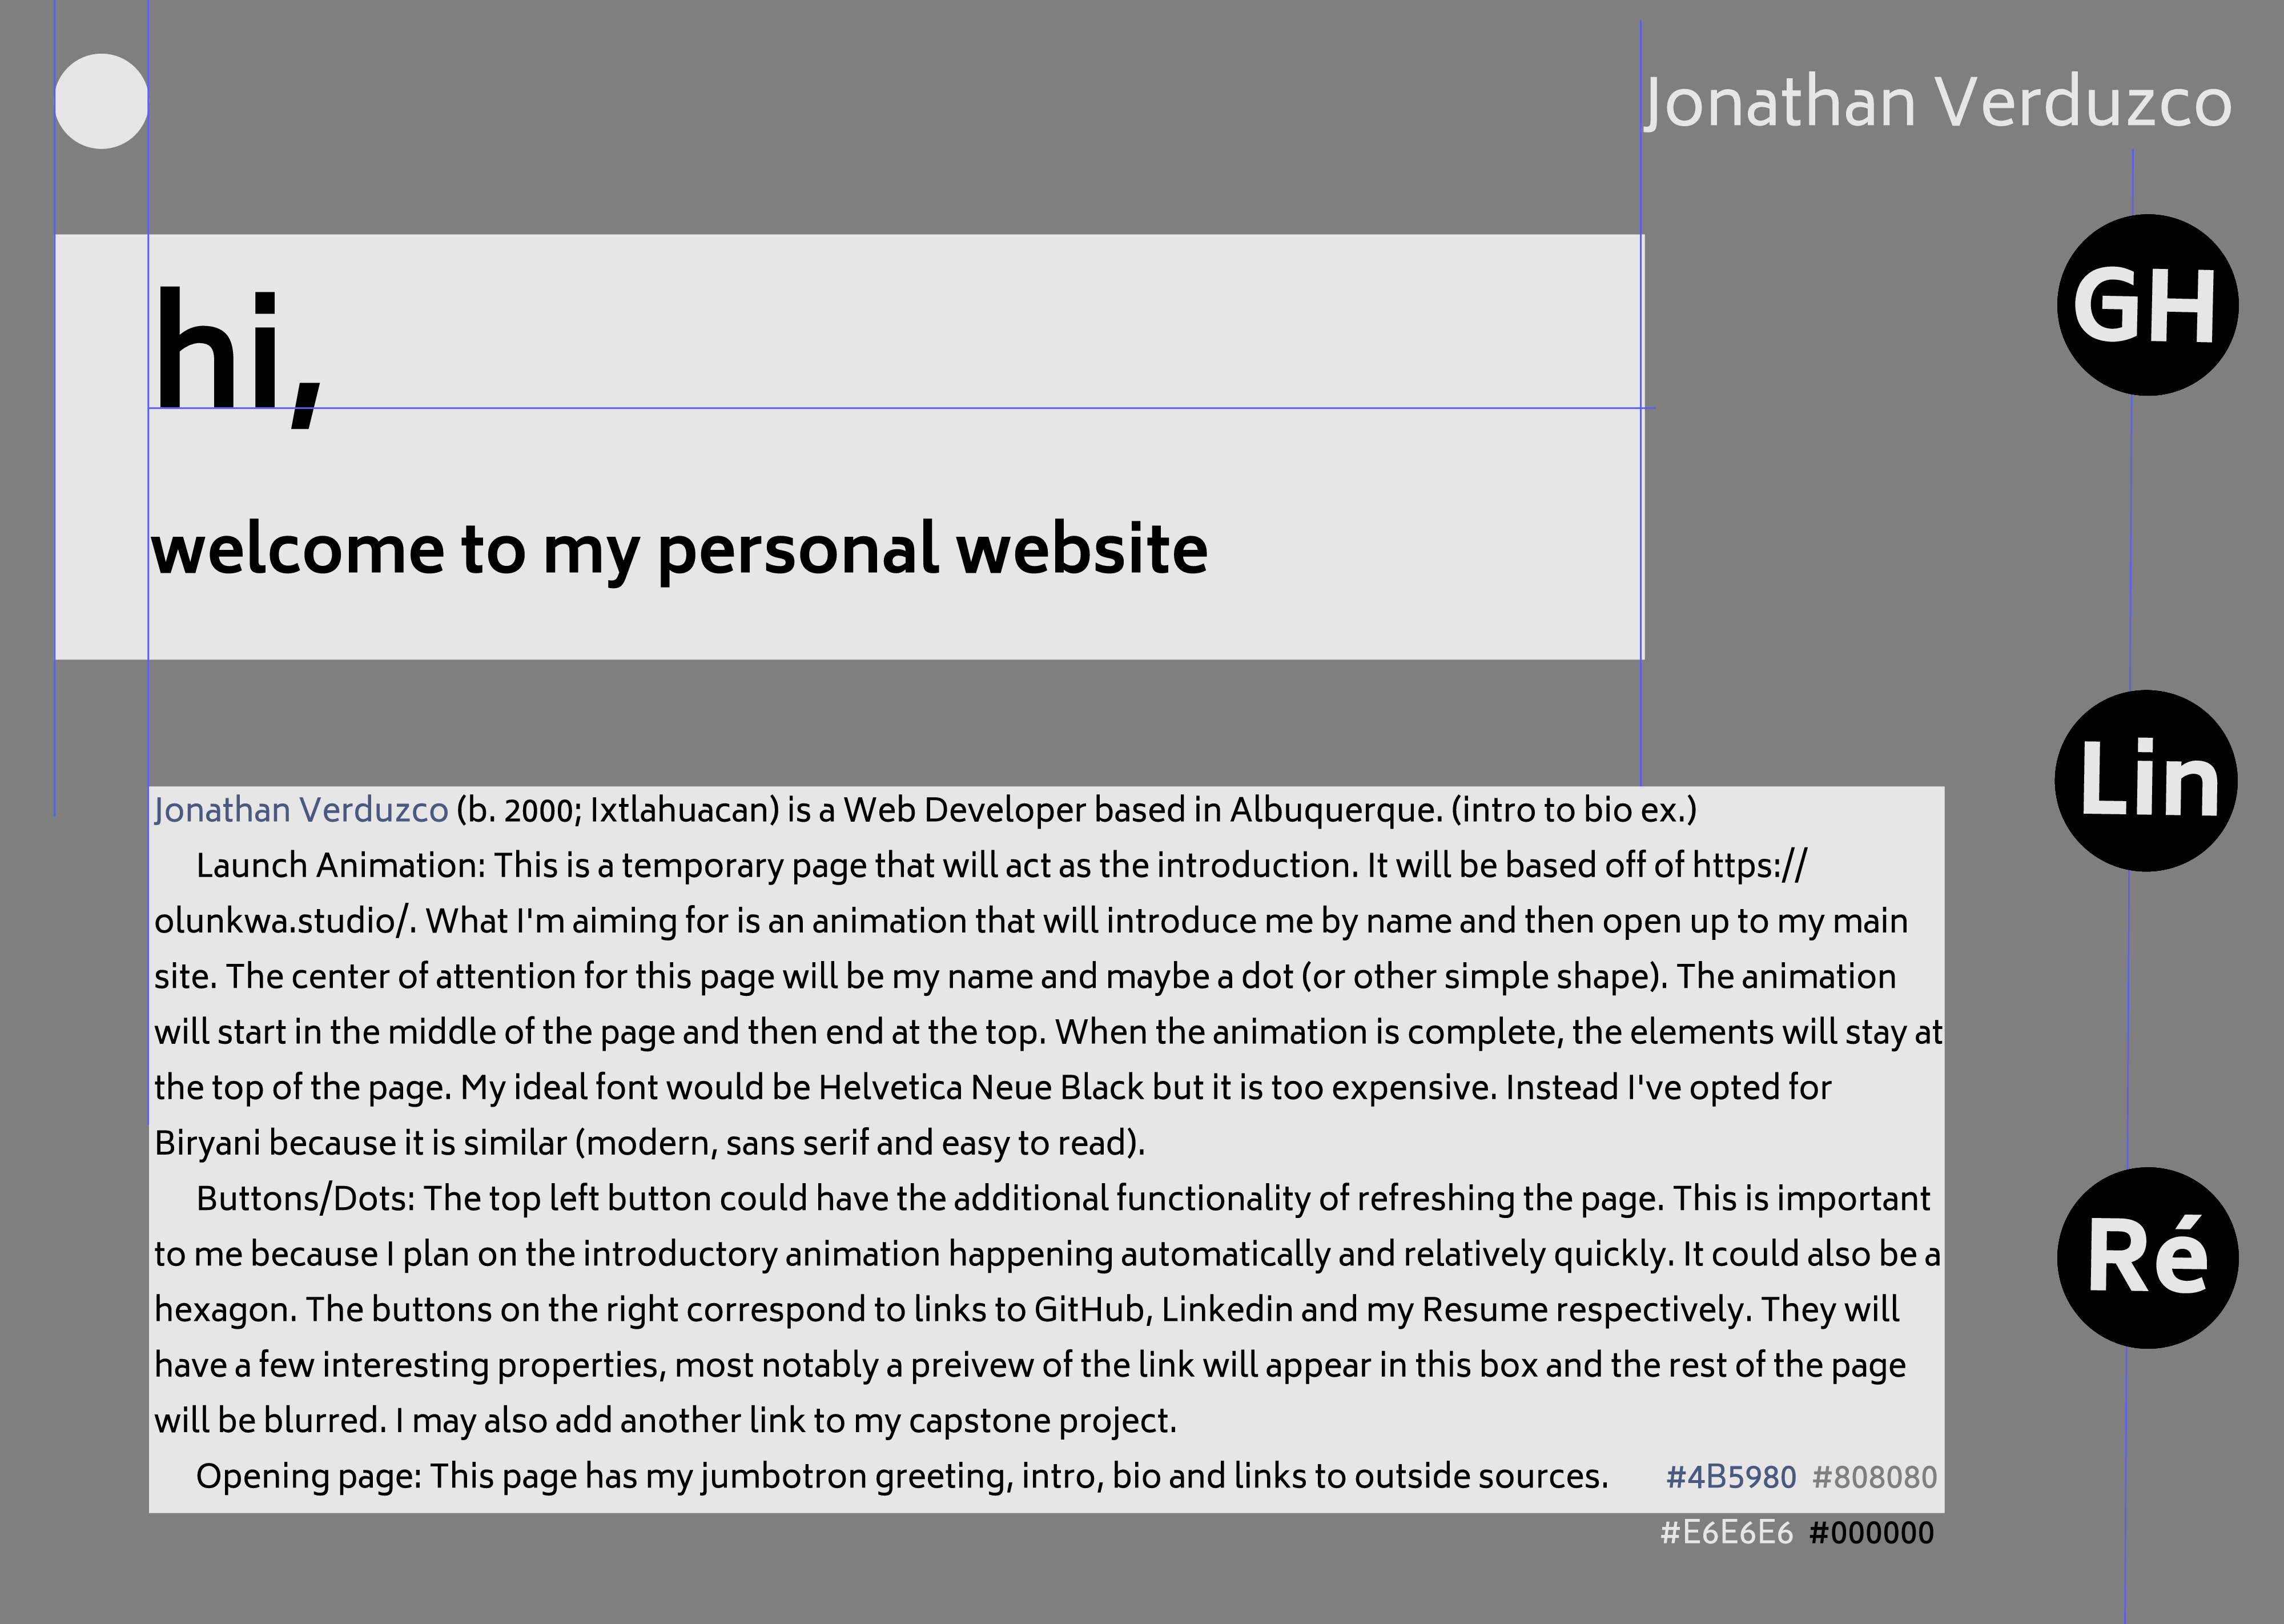 Jonathan Verduzco
GH
hi,
welcome to my personal website
Lin
Jonathan Verduzco (b. 2000; Ixtlahuacan) is a Web Developer based in Albuquerque. (intro to bio ex.)
Launch Animation: This is a temporary page that will act as the introduction. It will be based off of https://
olunkwa.studio/. What I'm aiming for is an animation that will introduce me by name and then open up to my main
site. The center of attention for this page will be my name and maybe a dot (or other simple shape). The animation
will start in the middle of the page and then end at the top. When the animation is complete, the elements will stay at
the top of the page. My ideal font would be Helvetica Neue Black but it is too expensive. Instead I've opted for
Biryani because it is similar (modern, sans serif and easy to read).
Buttons/Dots: The top left button could have the additional functionality of refreshing the page. This is important
to me because I plan on the introductory animation happening automatically and relatively quickly. It could also be a
hexagon. The buttons on the right correspond to links to GitHub, Linkedin and my Resume respectively. They will
have a few interesting properties, most notably a preivew of the link will appear in this box and the rest of the page
will be blurred. I may also add another link to my capstone project.
Opening page: This page has my jumbotron greeting, intro, bio and links to outside sources. #4B5980 #808080
#E6E6E6 #000000
Ré